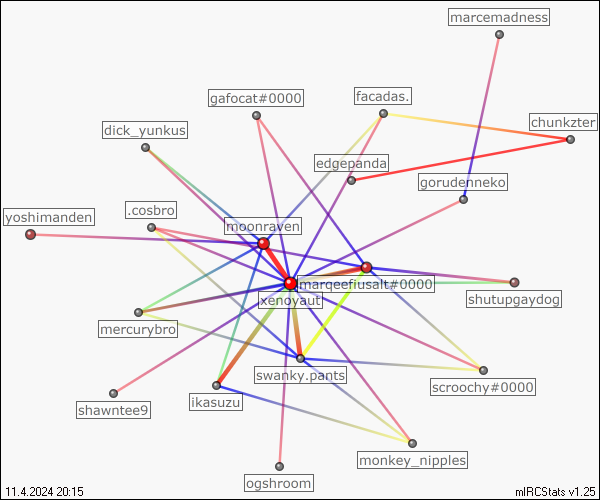 marcemadness
gafocat#0000
facadas.
chunkzter
dick_yunkus
edgepanda
gorudenneko
yoshimanden
.cosbro
moonraven
marqeefiusalt#0000
xenoyaut
shutupgaydog
mercurybro
swanky.pants
scroochy#0000
shawntee9
ikasuzu
monkey_nipples
ogshroom
11.4.2024 20:15
mIRCStats v1.25